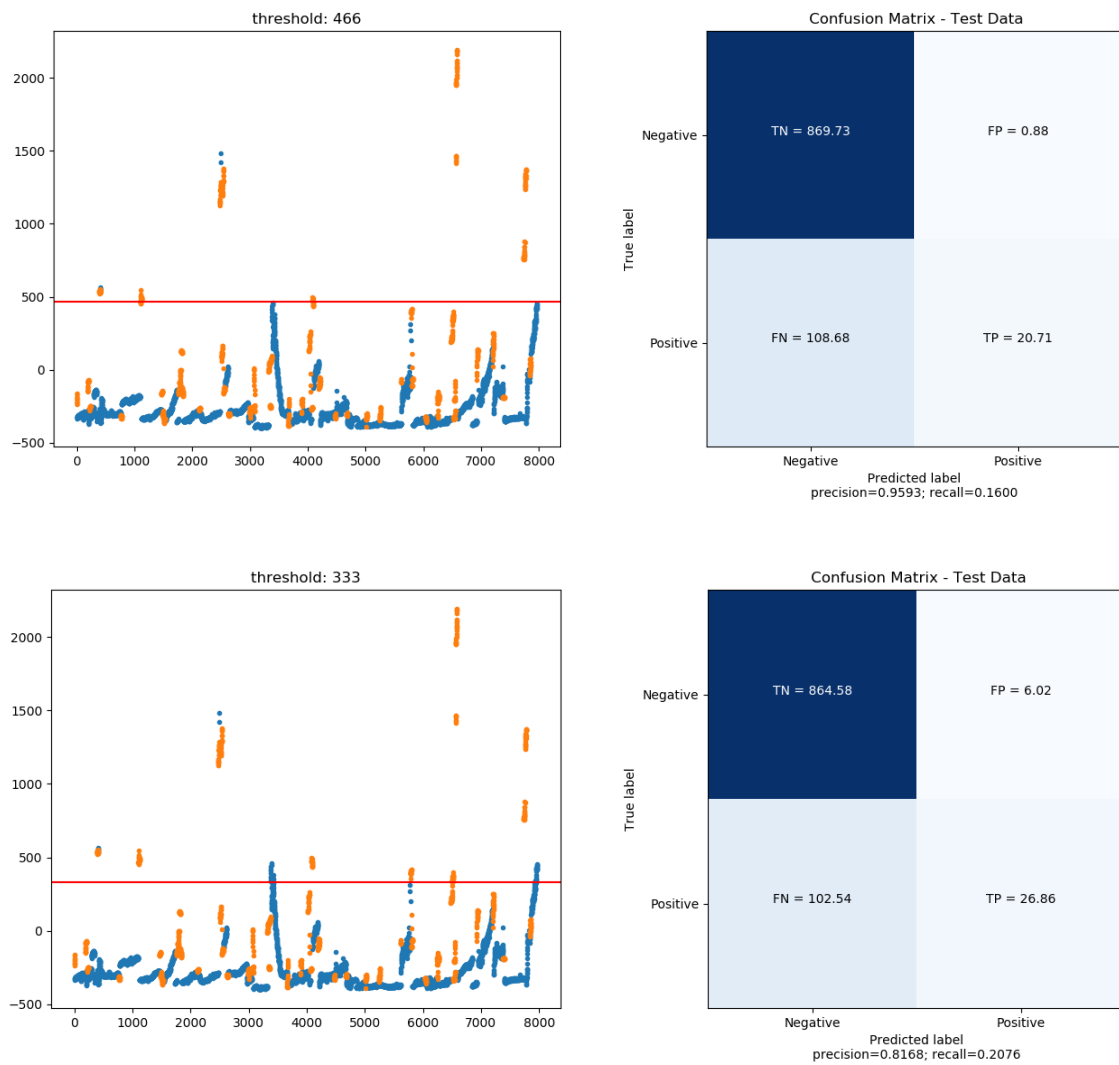 threshold: 466
2000
1500
1000
500
0
−500
0 1000 2000 3000 4000 5000 6000 7000 8000
Confusion Matrix - Test Data
True label
Negative
Positive
TN = 869.73 FP = 0.88
FN = 108.68 TP = 20.71
Negative Positive
Predicted label
precision=0.9593; recall=0.1600
threshold: 333
2000
1500
1000
500
0
−500
0 1000 2000 3000 4000 5000 6000 7000 8000
Confusion Matrix - Test Data
True label
Negative
Positive
TN = 864.58 FP = 6.02
FN = 102.54 TP = 26.86
Negative Positive
Predicted label
precision=0.8168; recall=0.2076